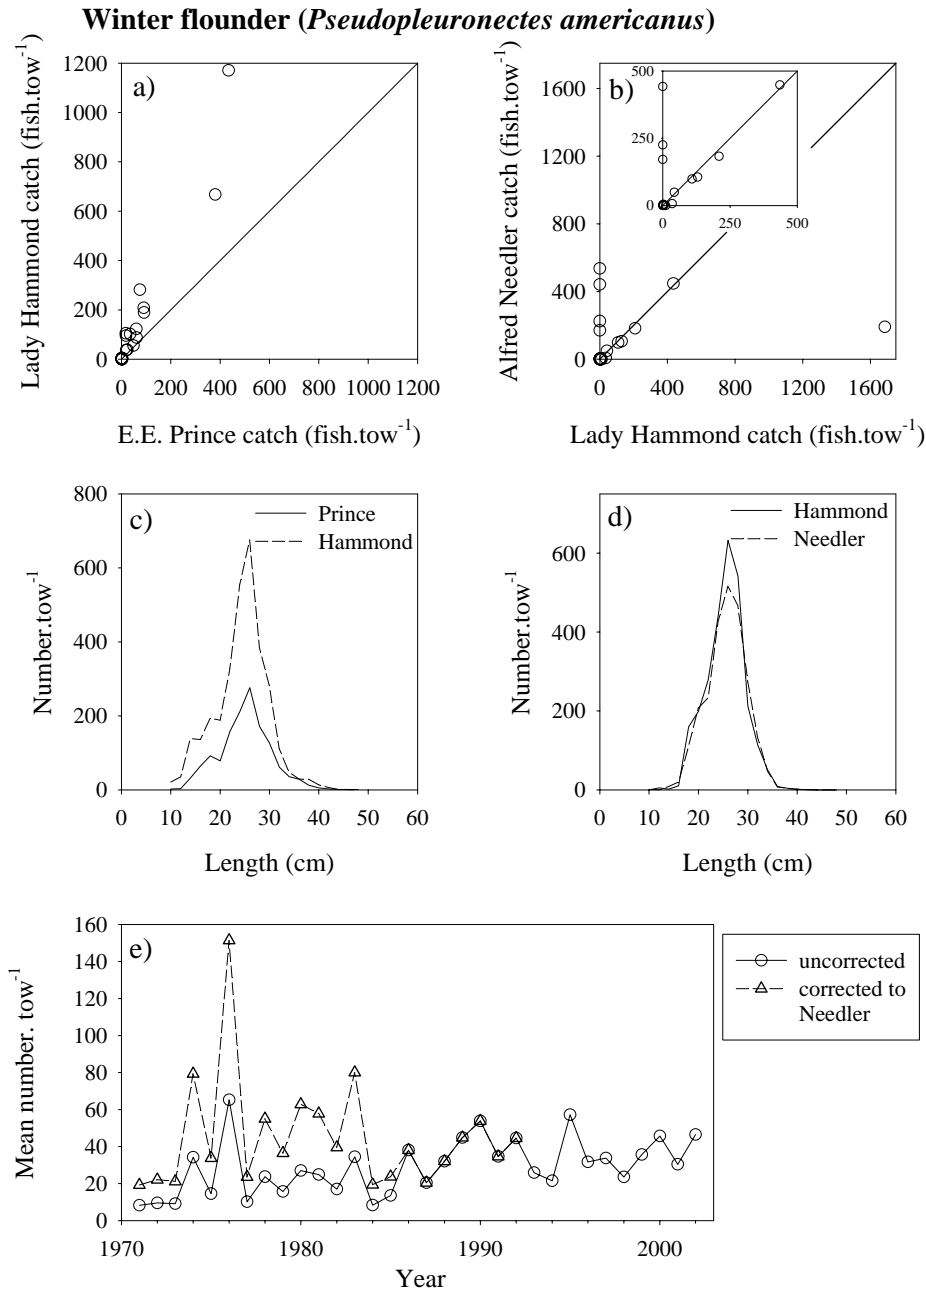 Winter flounder (Pseudopleuronectes americanus)
a)
Lady Hammond catch (fish.tow-1)
1200
1000
800
600
400
200
0
0 200 400 600 800 1000 1200
E.E. Prince catch (fish.tow-1)
b)
Alfred Needler catch (fish.tow-1)
1600
1200
800
400
0
0 400 800 1200 1600
Lady Hammond catch (fish.tow-1)
500
250
0
0 250 500
c)
Prince
Hammond
Number.tow-1
800
600
400
200
0
0 10 20 30 40 50 60
Length (cm)
d)
Hammond
Needler
Number.tow-1
600
400
200
0
0 10 20 30 40 50 60
Length (cm)
e)
Mean number. tow-1
160
140
120
100
80
60
40
20
0
1970 1980 1990 2000
Year
uncorrected
corrected to
Needler